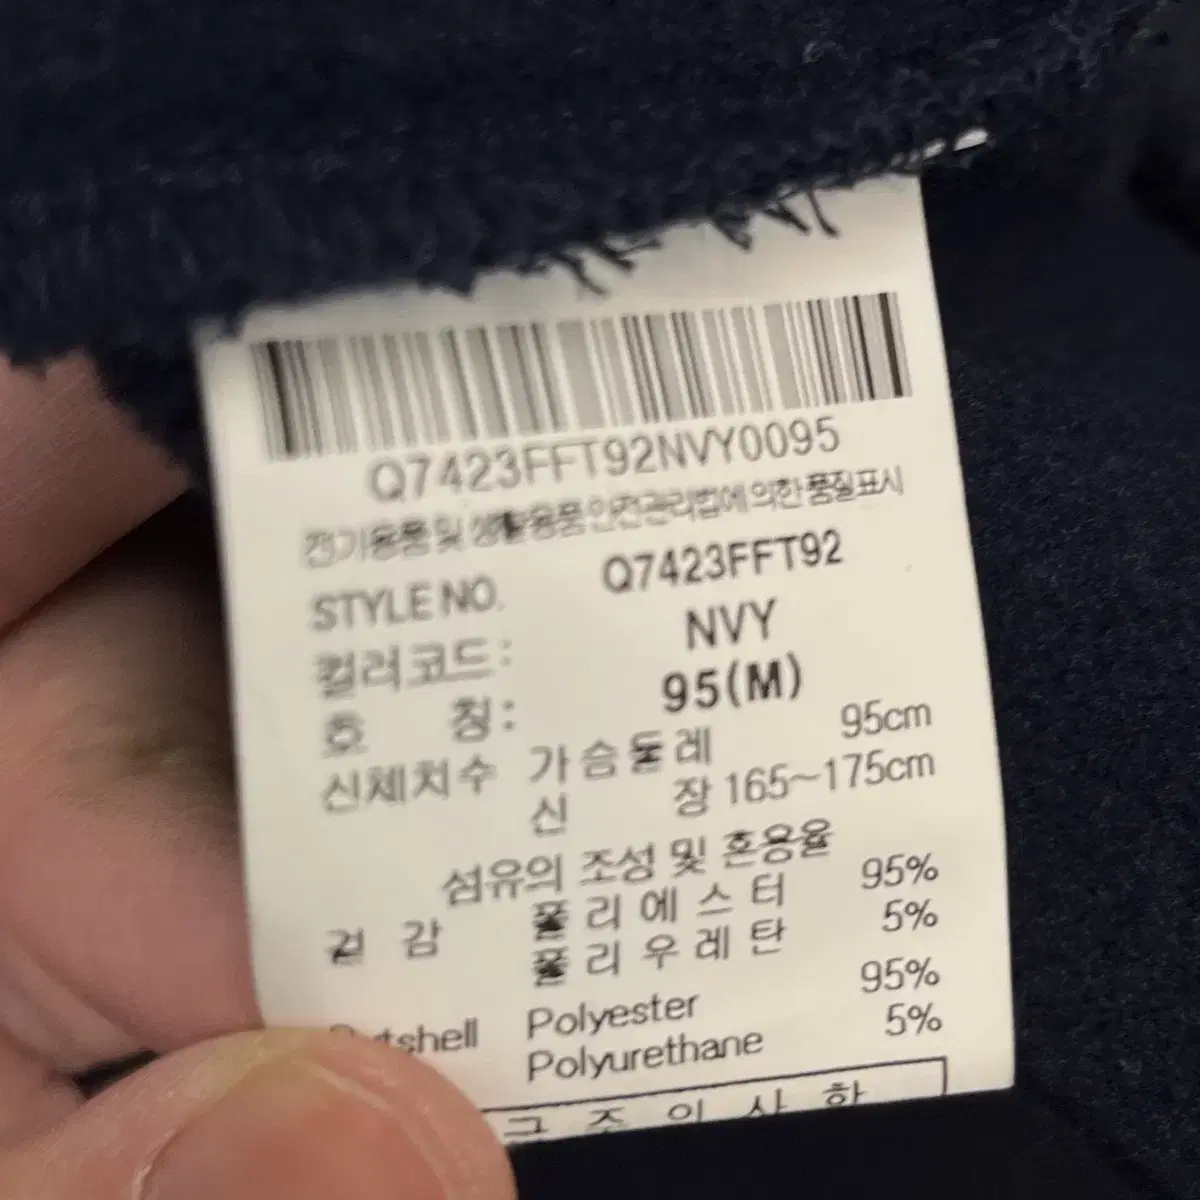 Q7423FFT92NVY0095
전기용품 및 생활용품 안전관리법에 의한 품질표시
STYLE NO. Q7423FFT92
컬러코드: NVY
호 칭: 95(M)
신체치수 가슴둘레 95cm
신 장 165~175cm
섬유의 조성 및 혼용율
겉 감 폴리에스터 95%
폴리우레탄 5%
Polyester 95%
Polyurethane 5%